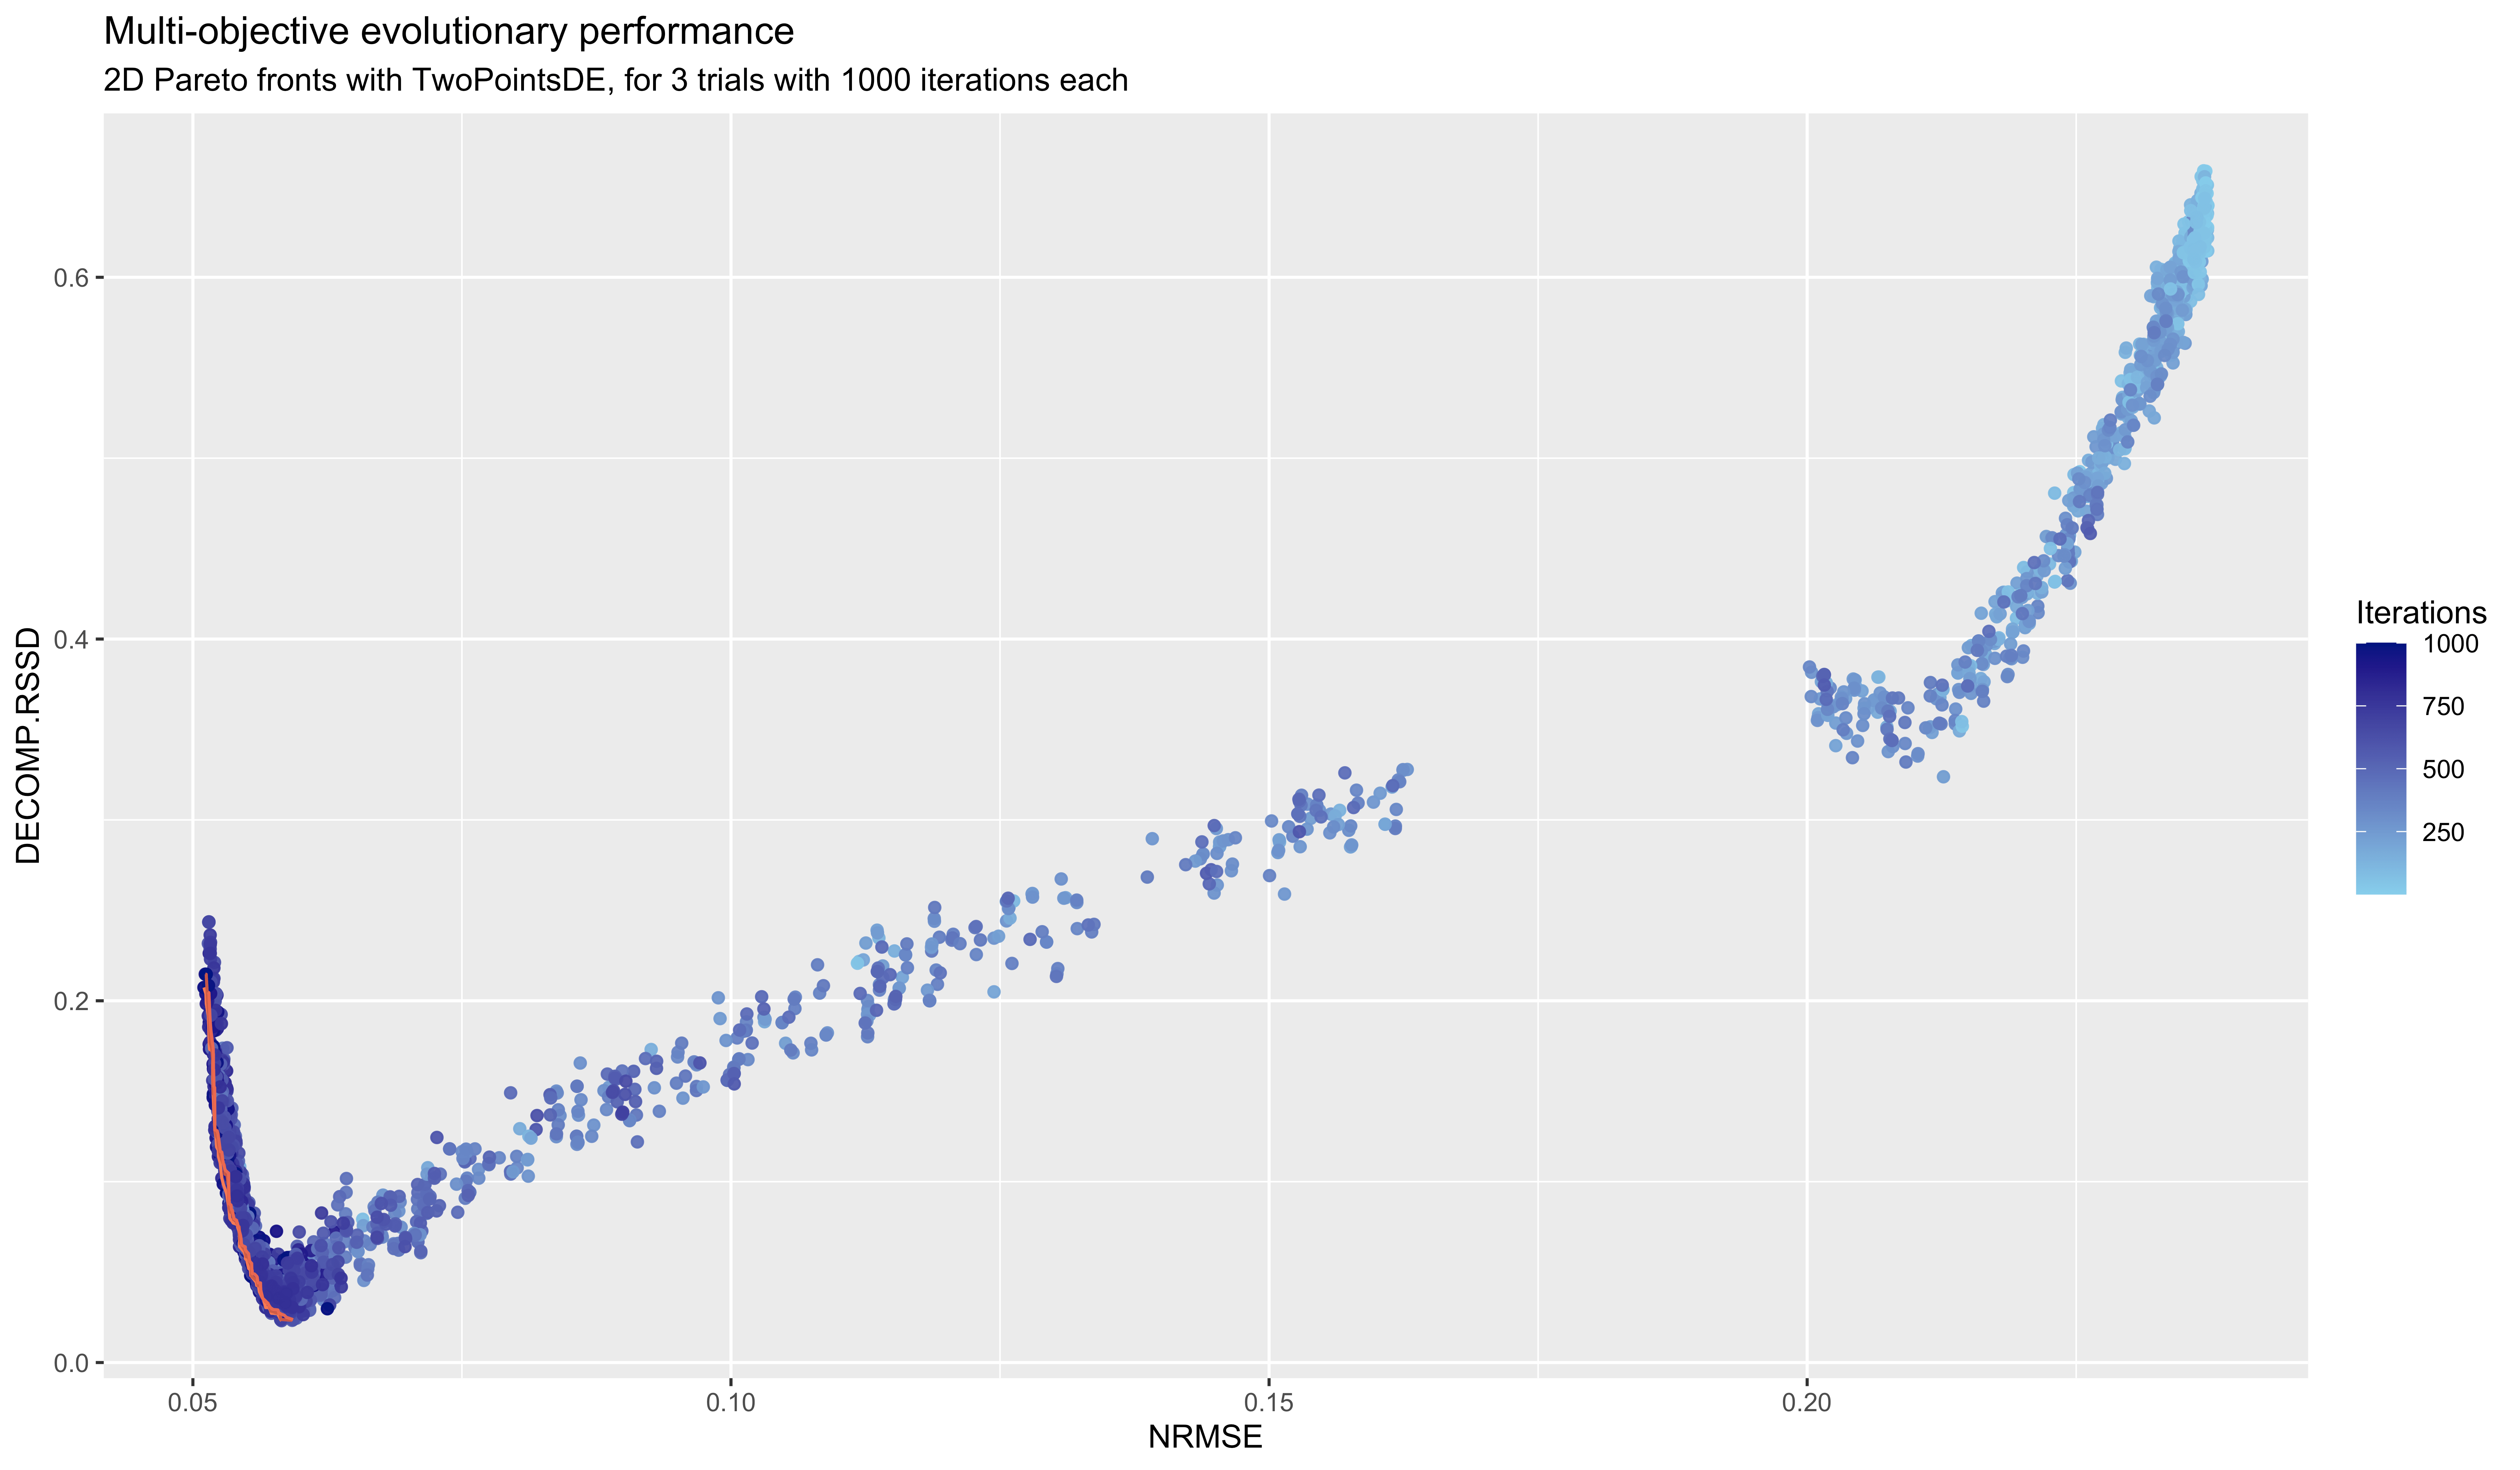 Multi-objective evolutionary performance
2D Pareto fronts with TwoPointsDE, for 3 trials with 1000 iterations each
DECOMP.RSSD
0.6
0.4
0.2
0.0
0.05
0.10
0.15
0.20
NRMSE
Iterations
1000
750
500
250